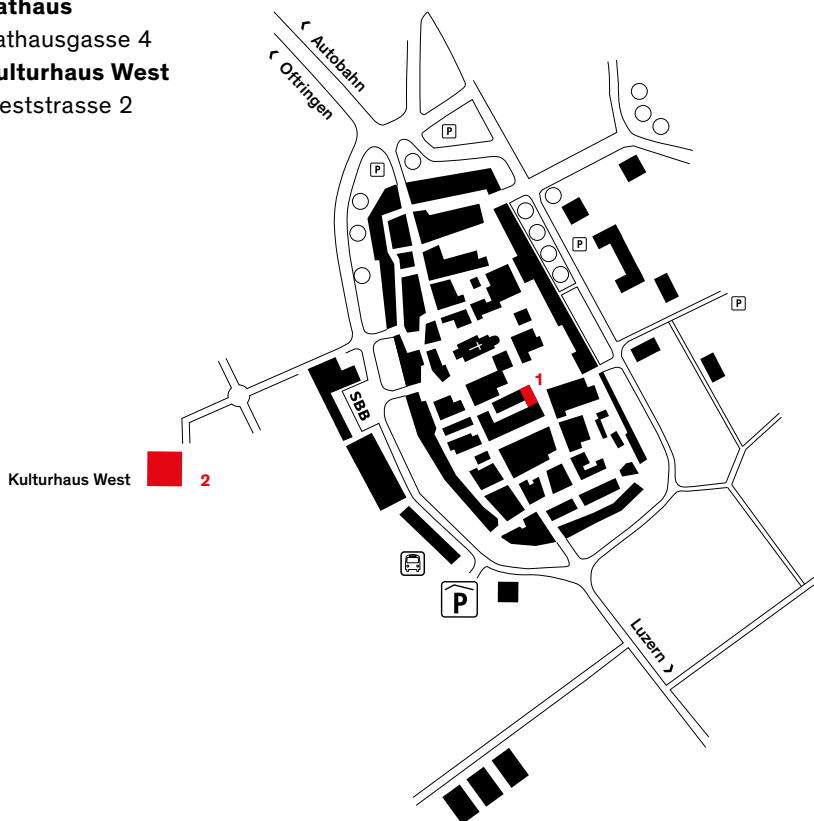 athaus
athausgasse 4
ulturhaus West
eststrasse 2
‹ Autobahn
‹ Oftringen
P
P
P
P
1
SBB
Kulturhaus West
2
P
Luzern ›